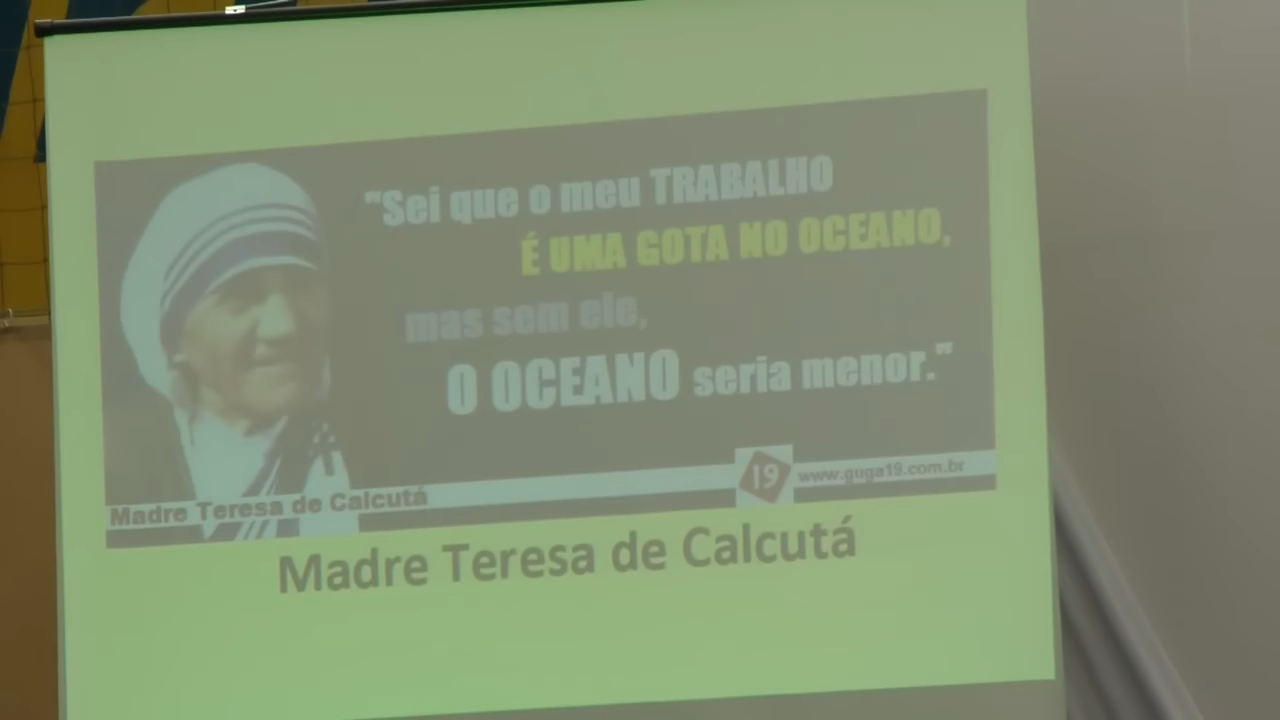 "Sei que o meu TRABALHO
É UMA GOTA NO OCEANO,
mas sem ele,
O OCEANO seria menor."
19 www.guga19.com.br
Madre Teresa de Calcutá
Madre Teresa de Calcutá